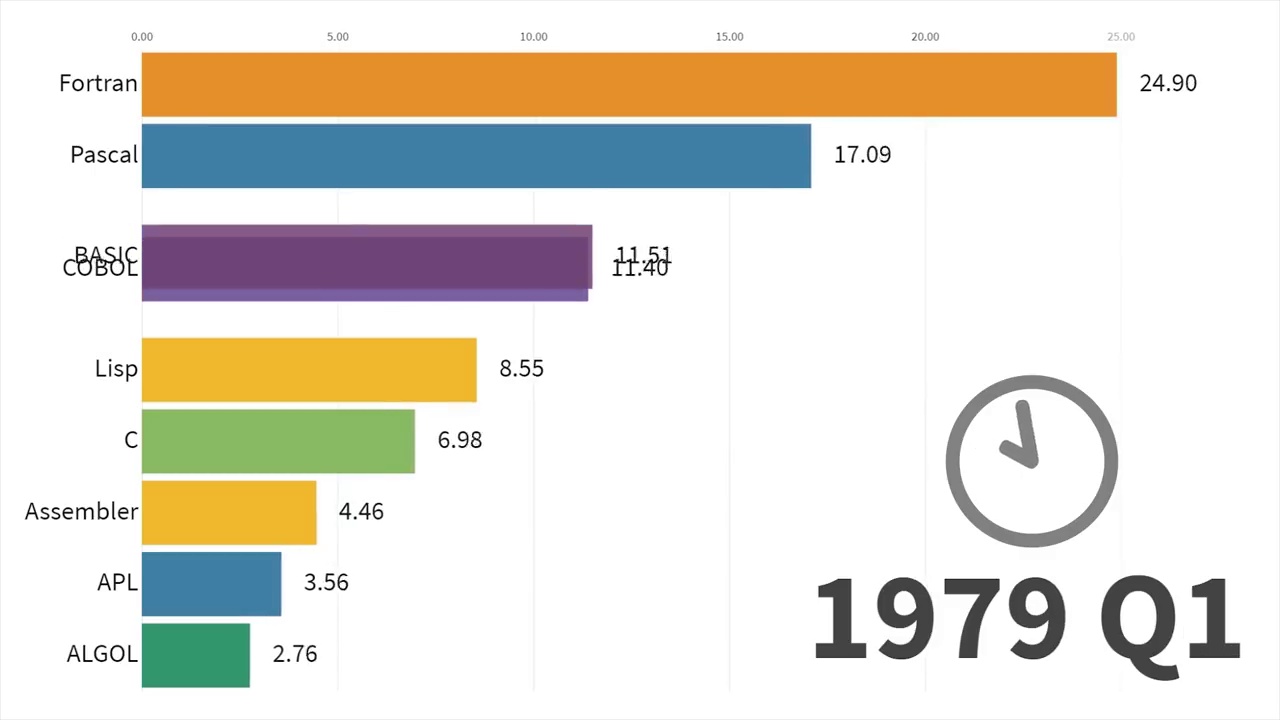 0.00 5.00 10.00 15.00 20.00 25.00
Fortran 24.90
Pascal 17.09
BASIC 11.51
COBOL 11.40
Lisp 8.55
C 6.98
Assembler 4.46
APL 3.56
ALGOL 2.76
1979 Q1